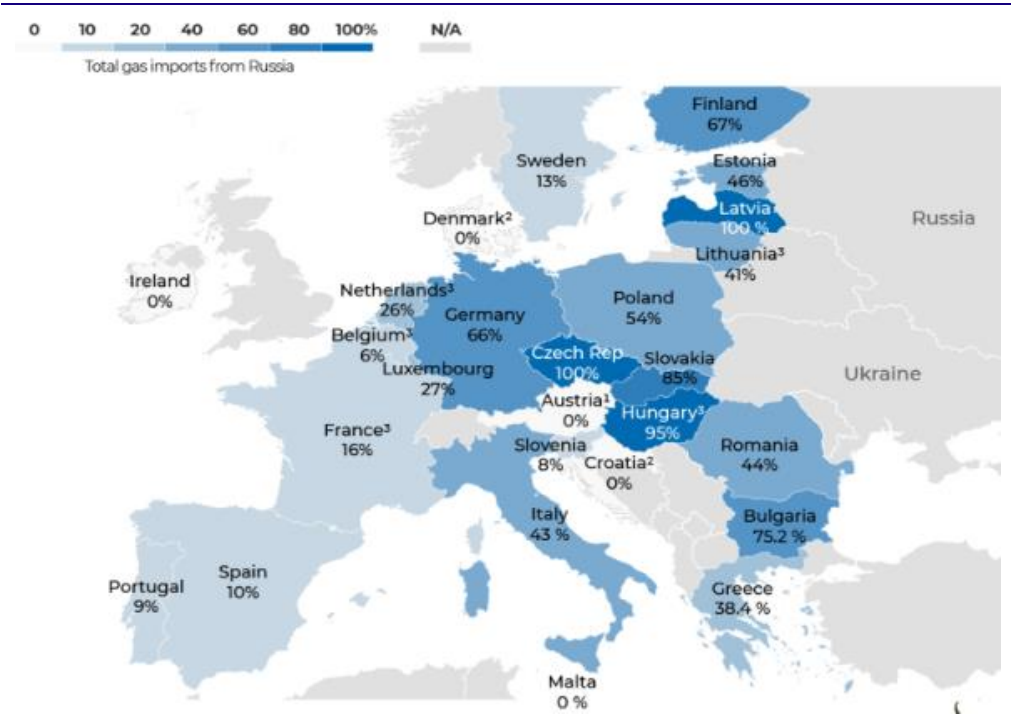 0 10 20 40 60 80 100% N/A
Total gas imports from Russia
Finland
67%
Sweden
13%
Estonia
46%
Latvia
100 %
Russia
Denmark²
0%
Lithuania³
41%
Ireland
0%
Netherlands³
26%
Germany
66%
Poland
54%
Belgium³
6%
Luxembourg
27%
Czech Rep
100%
Slovakia
85%
Ukraine
Austria¹
0%
Hungary³
95%
France³
16%
Slovenia
8%
Croatia²
0%
Romania
44%
Italy
43 %
Bulgaria
75.2 %
Portugal
9%
Spain
10%
Greece
38.4 %
Malta
0 %